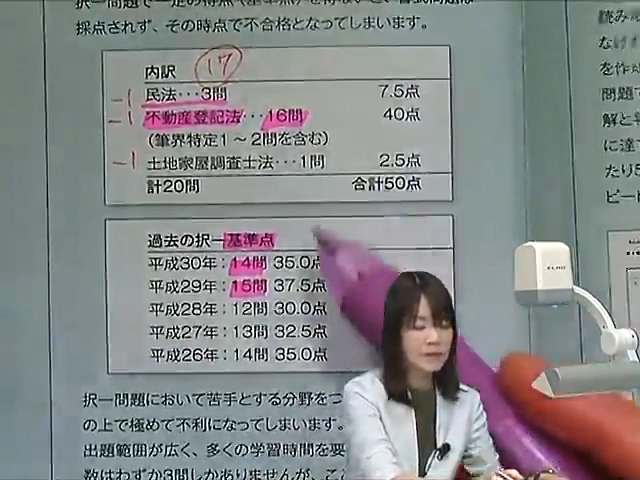 択一問題で一定の得点（基準点）を得ないと、書式問題は
採点されず、その時点で不合格となってしまいます。
内訳
17
−1 民法・・・3問 7.5点
−1 不動産登記法・・・16問 40点
(筆界特定1〜2問を含む)
−1 土地家屋調査士法・・・1問 2.5点
計20問 合計50点
過去の択一基準点
平成30年：14問 35.0点
平成29年：15問 37.5点
平成28年：12問 30.0点
平成27年：13問 32.5点
平成26年：14問 35.0点
択一問題において苦手とする分野をつ
の上で極めて不利になってしまいます。
出題範囲が広く、多くの学習時間を要
数はわずか3問しかありませんが、こ
読み
なけ
を作
問題
解と
に達
たり5
ビート
ELMO